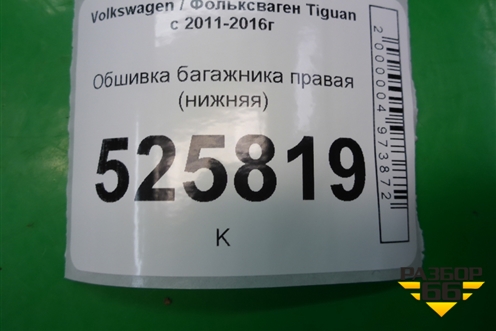 Volkswagen / Фольксваген Tiguan
с 2011-2016г
Обшивка багажника правая
(нижняя)
525819
К
2000004973872
РАЗБОР
66